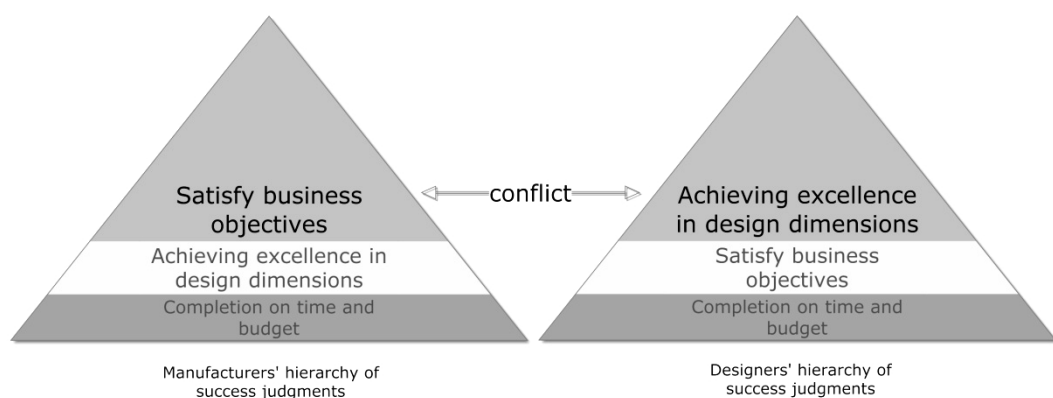 Satisfy business
objectives
Achieving excellence in
design dimensions
Completion on time and
budget
Manufacturers' hierarchy of
success judgments
conflict
Achieving excellence
in design dimensions
Satisfy business
objectives
Completion on time and
budget
Designers' hierarchy of
success judgments